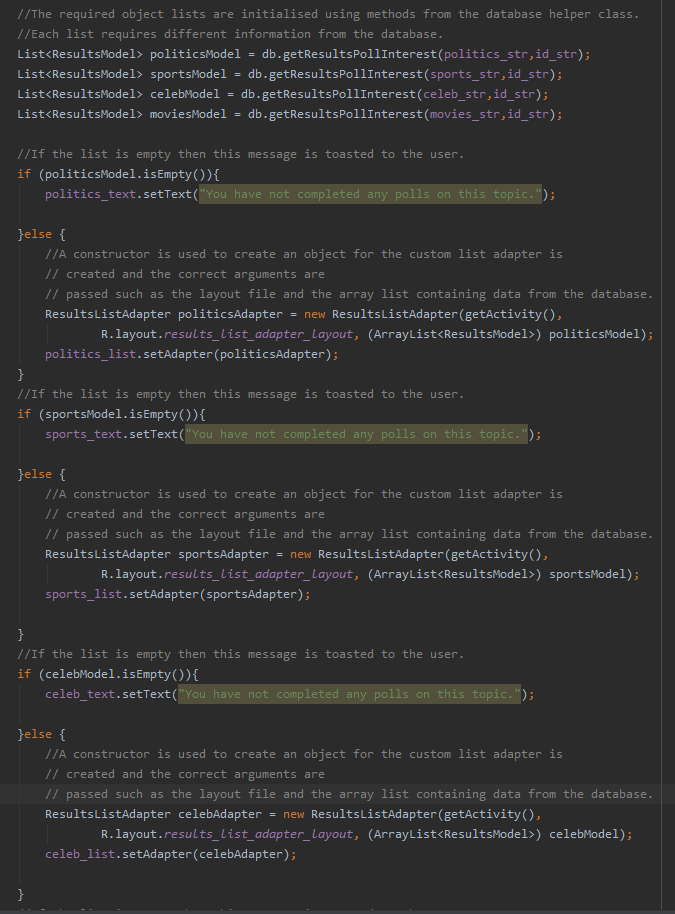 //The required object lists are initialised using methods from the database helper class.
//Each list requires different information from the database.
List<ResultsModel> politicsModel = db.getResultsPollInterest(politics_str,id_str);
List<ResultsModel> sportsModel = db.getResultsPollInterest(sports_str,id_str);
List<ResultsModel> celebModel = db.getResultsPollInterest(celeb_str,id_str);
List<ResultsModel> moviesModel = db.getResultsPollInterest(movies_str,id_str);
//If the list is empty then this message is toasted to the user.
if (politicsModel.isEmpty()){
politics_text.setText("You have not completed any polls on this topic.");
}else {
//A constructor is used to create an object for the custom list adapter is
// created and the correct arguments are
// passed such as the layout file and the array list containing data from the database.
ResultsListAdapter politicsAdapter = new ResultsListAdapter(getActivity(),
R.layout.results_list_adapter_layout, (ArrayList<ResultsModel>) politicsModel);
politics_list.setAdapter(politicsAdapter);
}
//If the list is empty then this message is toasted to the user.
if (sportsModel.isEmpty()){
sports_text.setText("You have not completed any polls on this topic.");
}else {
//A constructor is used to create an object for the custom list adapter is
// created and the correct arguments are
// passed such as the layout file and the array list containing data from the database.
ResultsListAdapter sportsAdapter = new ResultsListAdapter(getActivity(),
R.layout.results_list_adapter_layout, (ArrayList<ResultsModel>) sportsModel);
sports_list.setAdapter(sportsAdapter);
}
//If the list is empty then this message is toasted to the user.
if (celebModel.isEmpty()){
celeb_text.setText("You have not completed any polls on this topic.");
}else {
//A constructor is used to create an object for the custom list adapter is
// created and the correct arguments are
// passed such as the layout file and the array list containing data from the database.
ResultsListAdapter celebAdapter = new ResultsListAdapter(getActivity(),
R.layout.results_list_adapter_layout, (ArrayList<ResultsModel>) celebModel);
celeb_list.setAdapter(celebAdapter);
}